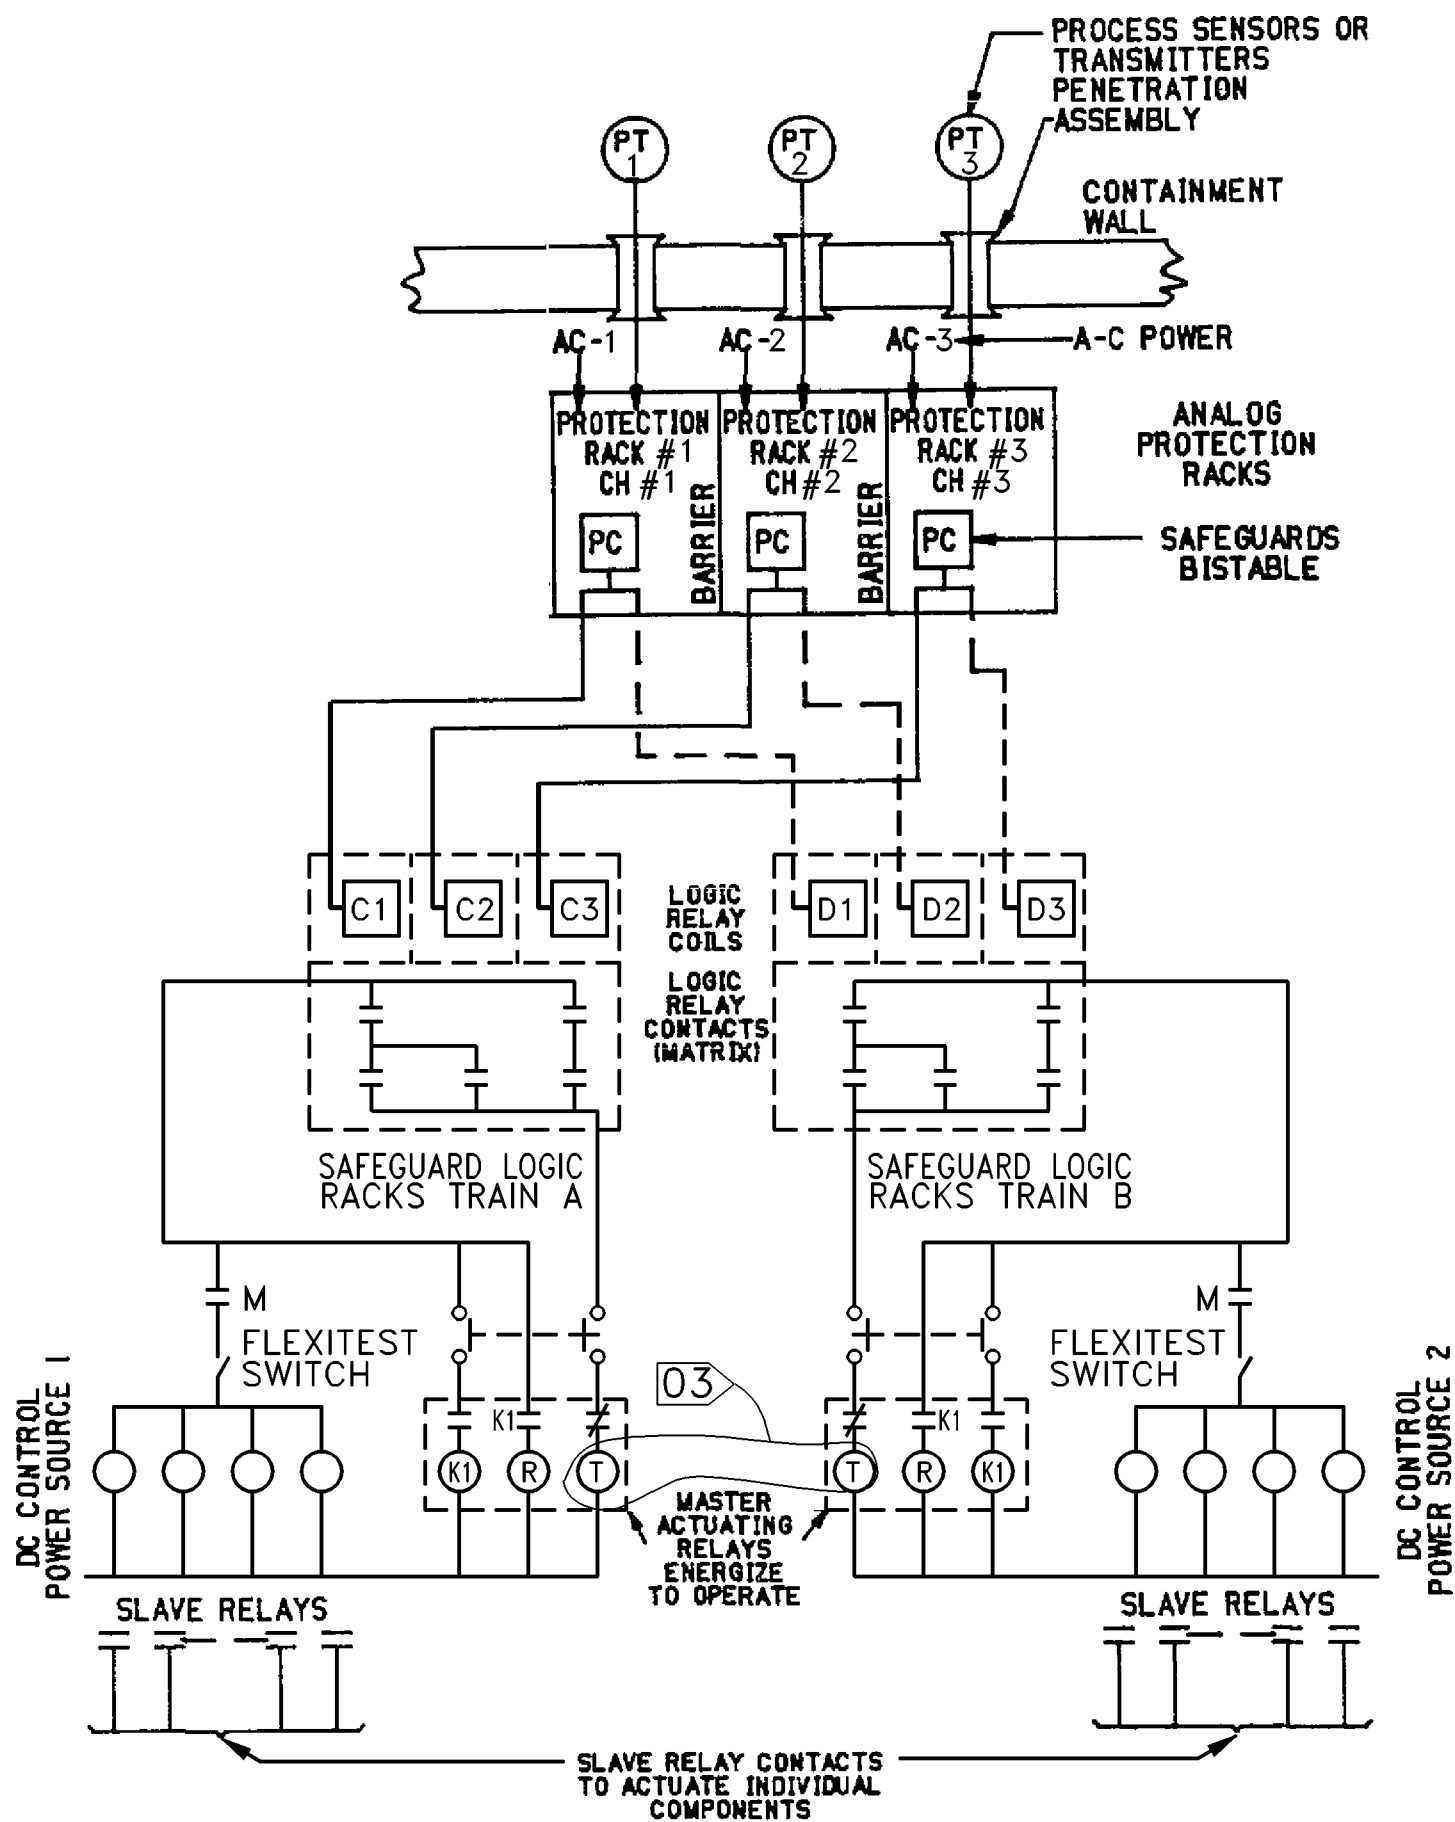 PROCESS SENSORS OR
TRANSMITTERS
PENETRATION
ASSEMBLY
PT
1
PT
2
PT
3
CONTAINMENT
WALL
AC-1
AC-2
AC-3
A-C POWER
PROTECTION
RACK #1
CH #1
BARRIER
PROTECTION
RACK #2
CH #2
BARRIER
PROTECTION
RACK #3
CH #3
ANALOG
PROTECTION
RACKS
PC
PC
PC
SAFEGUARDS
BISTABLE
C1
C2
C3
LOGIC
RELAY
COILS
D1
D2
D3
LOGIC
RELAY
CONTACTS
(MATRIX)
SAFEGUARD LOGIC
RACKS TRAIN A
SAFEGUARD LOGIC
RACKS TRAIN B
M
FLEXITEST
SWITCH
M
FLEXITEST
SWITCH
DC CONTROL
POWER SOURCE 1
03
DC CONTROL
POWER SOURCE 2
K1
K1
K1
R
T
T
R
K1
MASTER
ACTUATING
RELAYS
ENERGIZE
TO OPERATE
SLAVE RELAYS
SLAVE RELAYS
SLAVE RELAY CONTACTS
TO ACTUATE INDIVIDUAL
COMPONENTS